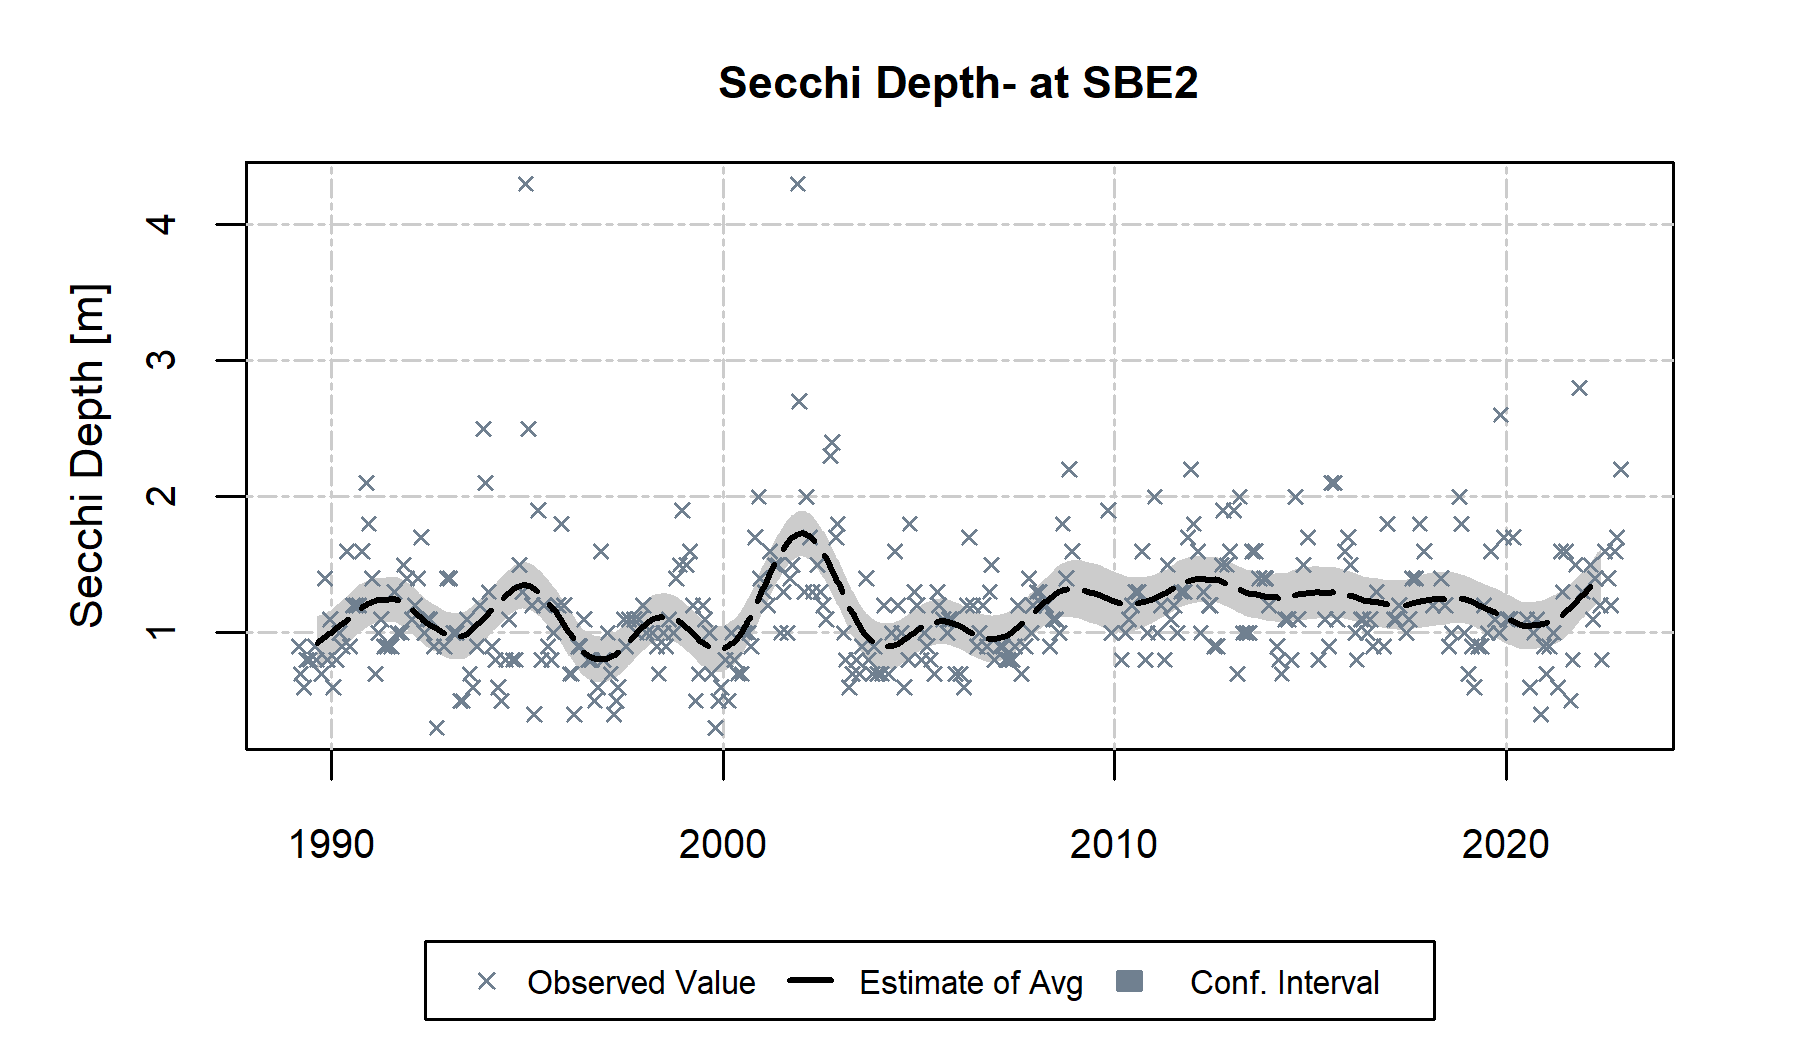 Secchi Depth- at SBE2
Secchi Depth [m]
4
3
2
1
1990 2000 2010 2020
Observed Value Estimate of Avg Conf. Interval